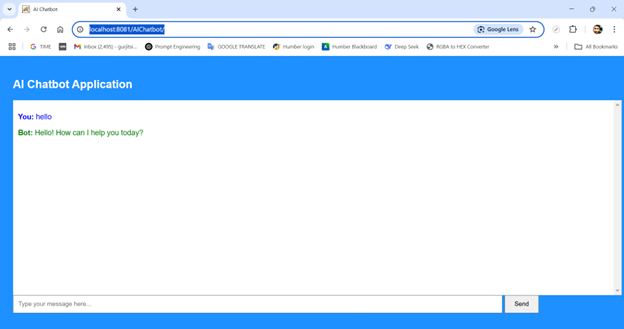 AI Chatbot
localhost:8081/AIChatbot/
Google Lens
TIME
Inbox (2,495) - gurjitsi...
Prompt Engineering
GOOGLE TRANSLATE
Humber login
Humber Blackboard
Deep Seek
RGBA to HEX Converter
All Bookmarks
AI Chatbot Application
You: hello
Bot: Hello! How can I help you today?
Type your message here...
Send